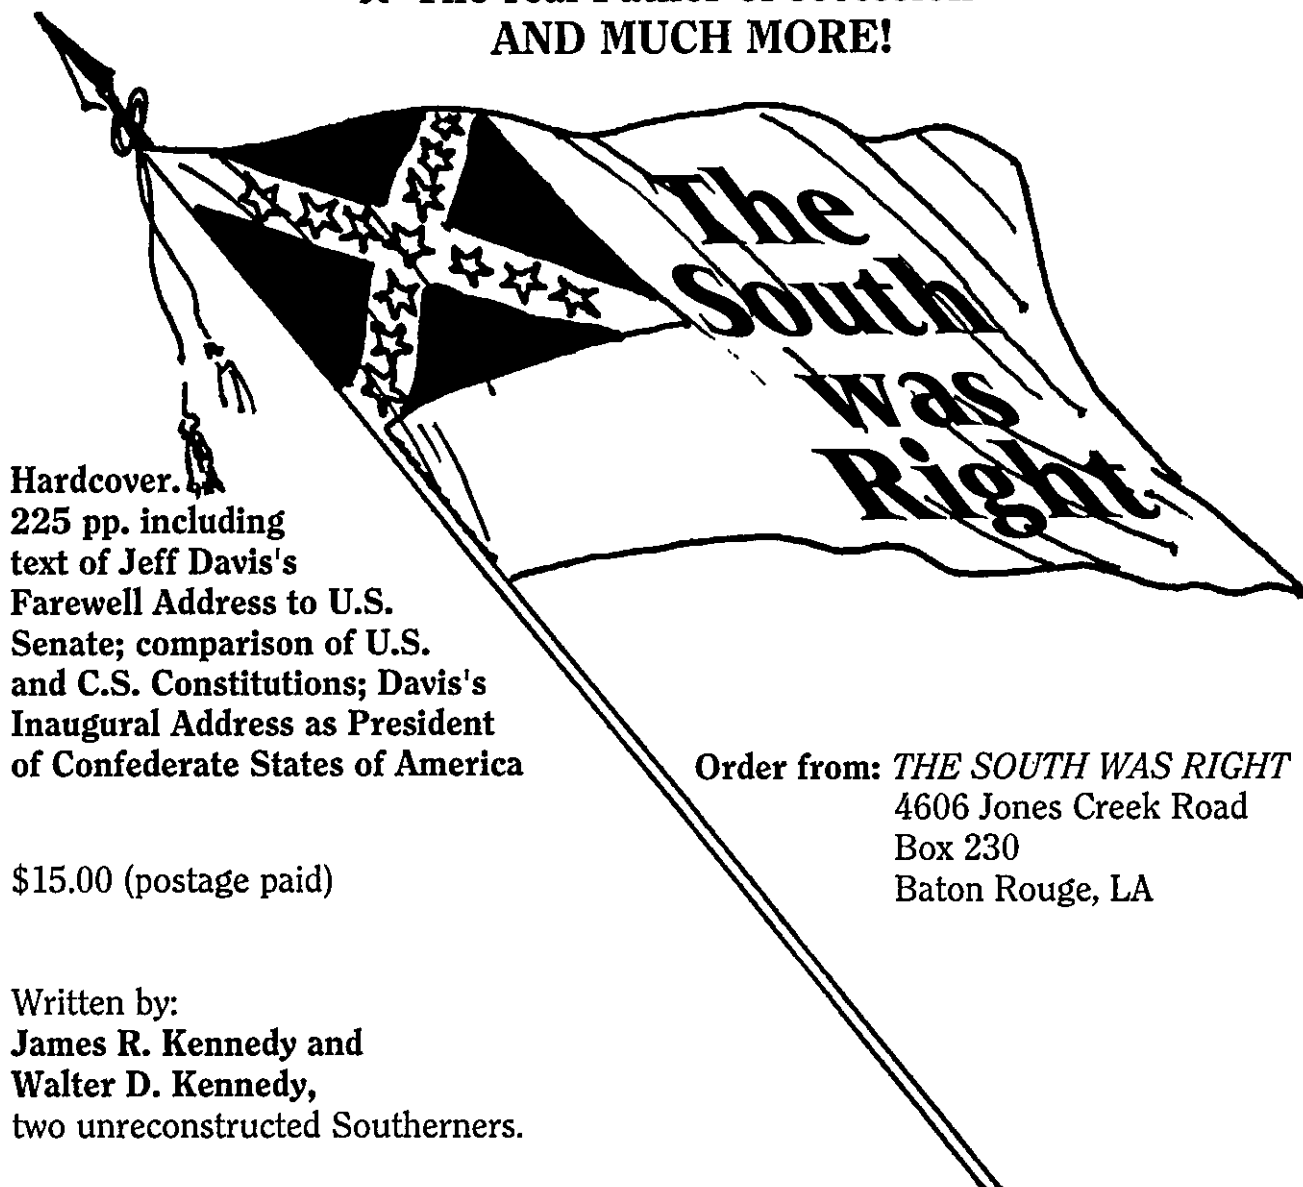 AND MUCH MORE!
The
South
was
Right
Hardcover.
225 pp. including
text of Jeff Davis's
Farewell Address to U.S.
Senate; comparison of U.S.
and C.S. Constitutions; Davis's
Inaugural Address as President
of Confederate States of America
$15.00 (postage paid)
Written by:
James R. Kennedy and
Walter D. Kennedy,
two unreconstructed Southerners.
Order from: THE SOUTH WAS RIGHT
4606 Jones Creek Road
Box 230
Baton Rouge, LA